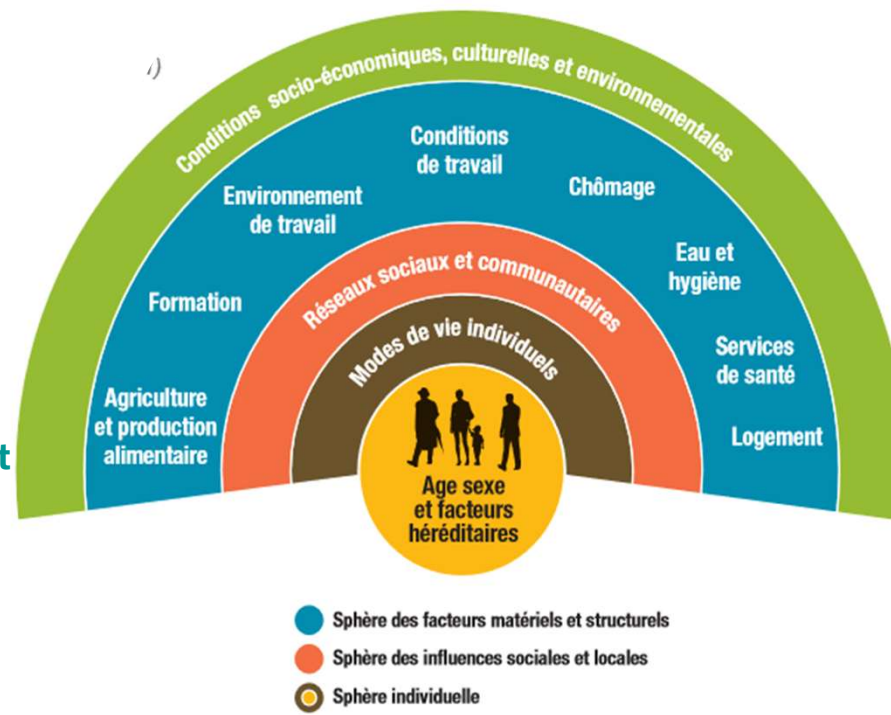 Conditions socio-économiques, culturelles et environnementales
Conditions
de travail
Environnement
de travail
Chômage
Formation
Eau et
hygiène
Réseaux sociaux et communautaires
Modes de vie individuels
Services
de santé
Agriculture
et production
alimentaire
Logement
Age sexe
et facteurs
héréditaires
Sphère des facteurs matériels et structurels
Sphère des influences sociales et locales
Sphère individuelle